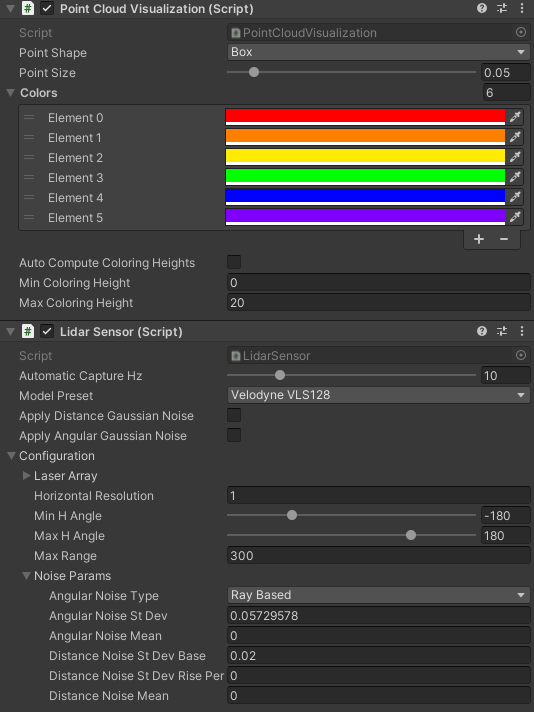 Point Cloud Visualization (Script)
Script PointCloudVisualization
Point Shape Box
Point Size 0.05
Colors 6
Element 0
Element 1
Element 2
Element 3
Element 4
Element 5
+ −
Auto Compute Coloring Heights
Min Coloring Height 0
Max Coloring Height 20
Lidar Sensor (Script)
Script LidarSensor
Automatic Capture Hz 10
Model Preset Velodyne VLS128
Apply Distance Gaussian Noise
Apply Angular Gaussian Noise
Configuration
Laser Array
Horizontal Resolution 1
Min H Angle -180
Max H Angle 180
Max Range 300
Noise Params
Angular Noise Type Ray Based
Angular Noise St Dev 0.05729578
Angular Noise Mean 0
Distance Noise St Dev Base 0.02
Distance Noise St Dev Rise Per 0
Distance Noise Mean 0